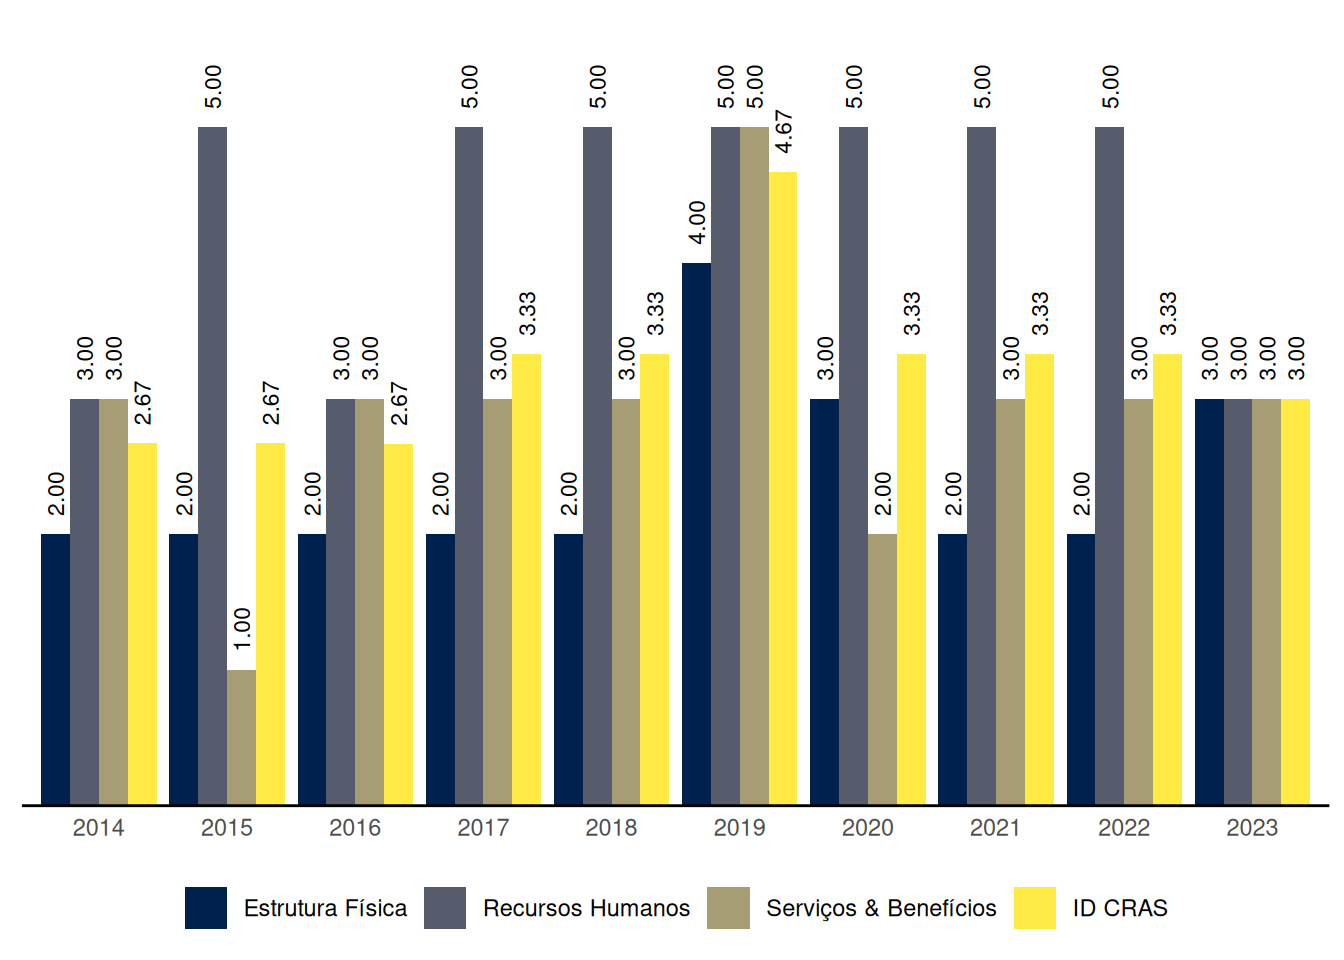 2.00 3.00 3.00 2.67 2.00 5.00 1.00 2.67 2.00 3.00 3.00 2.67 2.00 5.00 3.00 3.33 2.00 5.00 3.00 3.33 4.00 5.00 5.00 4.67 3.00 5.00 2.00 3.33 2.00 5.00 3.00 3.33 2.00 5.00 3.00 3.33 3.00 3.00 3.00 3.00
2014 2015 2016 2017 2018 2019 2020 2021 2022 2023
Estrutura Física Recursos Humanos Serviços & Benefícios ID CRAS